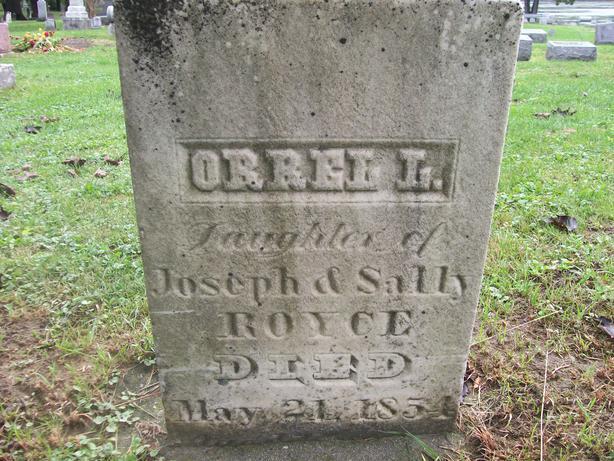 ORREL L.
Daughter of
Joseph & Sally
ROYCE
DIED
May 21, 1854